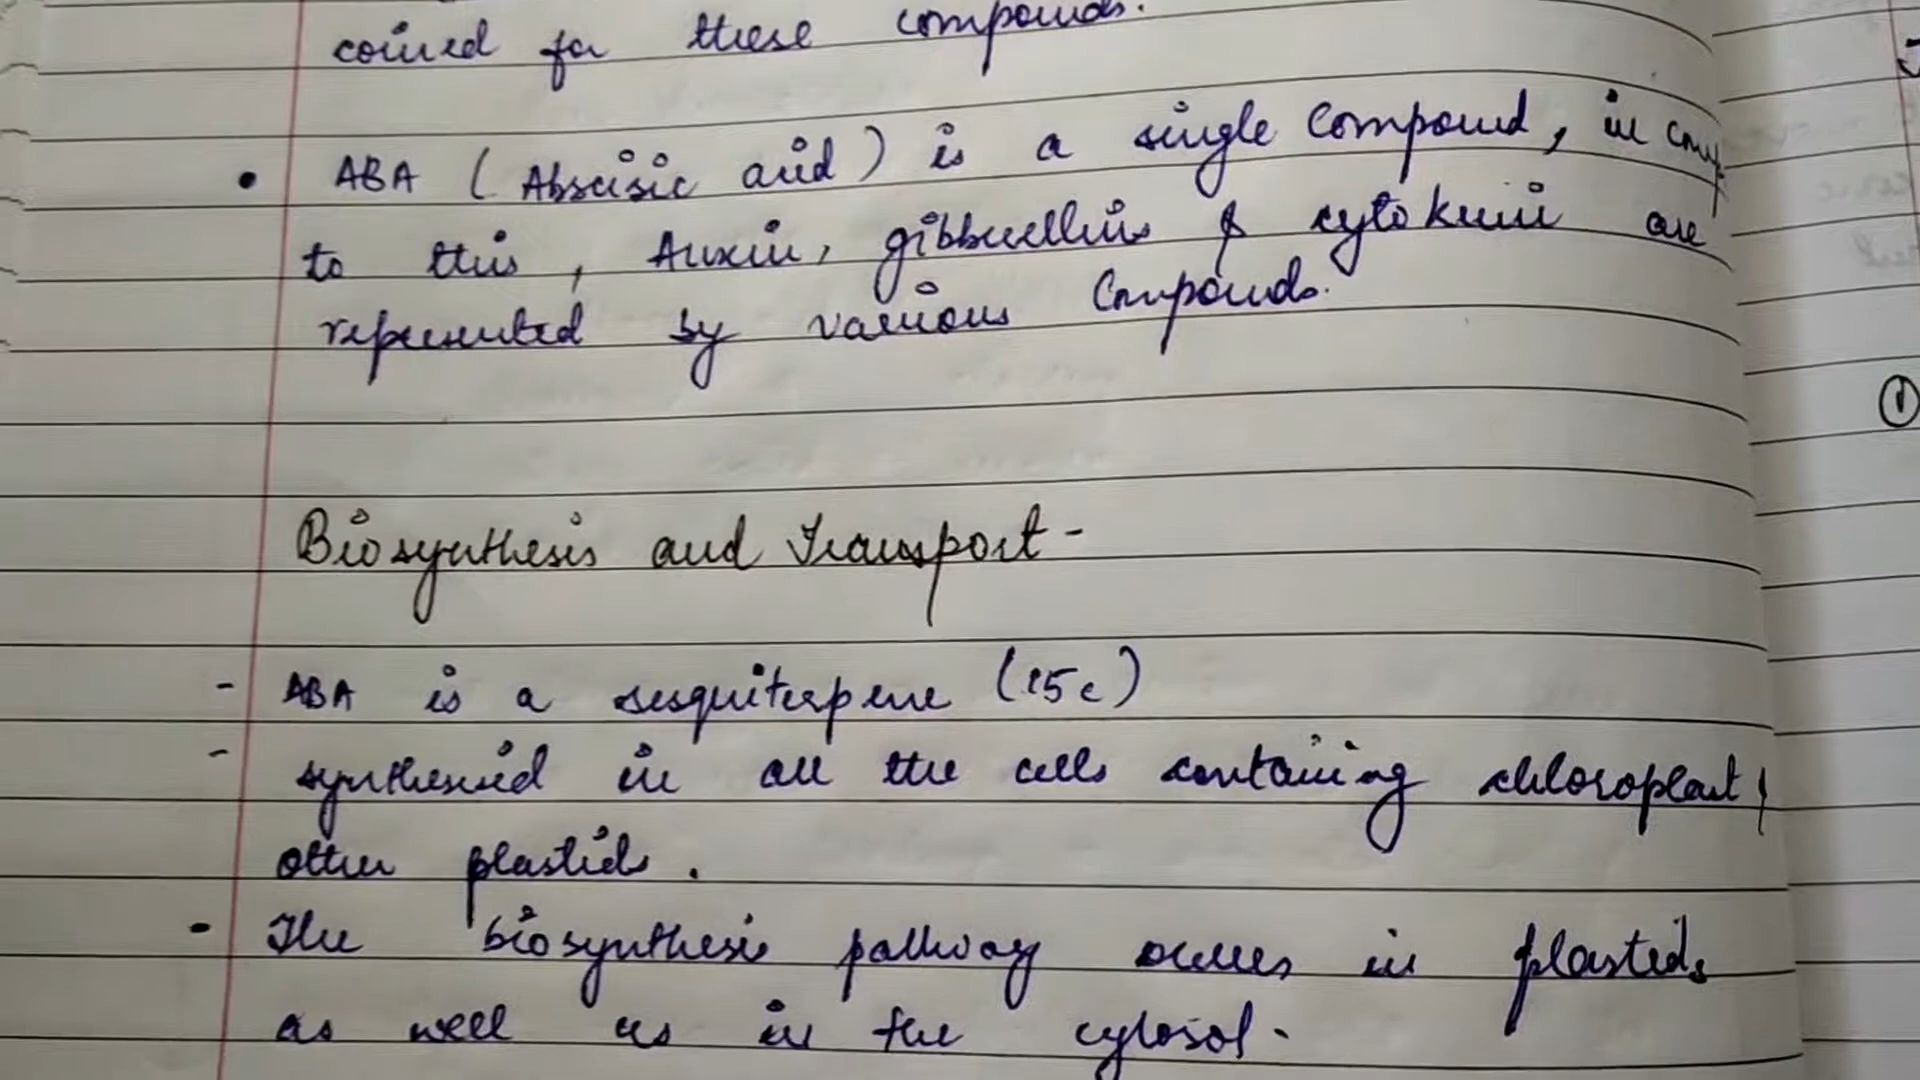 coined for these compounds.
• ABA (Abscisic acid) is a single compound, in comp.
to this, Auxin, gibberellins & cytokinin are
represented by various compounds.
Biosynthesis and Transport -
- ABA is a sesquiterpene (15c)
- synthesised in all the cells containing chloroplast &
other plastids.
- The biosynthesis pathway occurs in plastids
as well as in the cytosol.
①